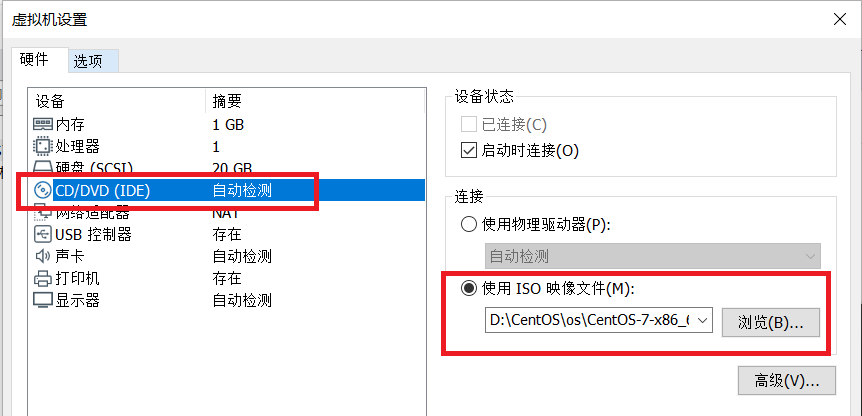 虚拟机设置
硬件 选项
设备 摘要
内存 1 GB
处理器 1
硬盘 (SCSI) 20 GB
CD/DVD (IDE) 自动检测
网络适配器 NAT
USB 控制器 存在
声卡 自动检测
打印机 存在
显示器 自动检测
设备状态
已连接(C)
启动时连接(O)
连接
使用物理驱动器(P):
自动检测
使用 ISO 映像文件(M):
D:\CentOS\os\CentOS-7-x86_6
浏览(B)...
高级(V)...